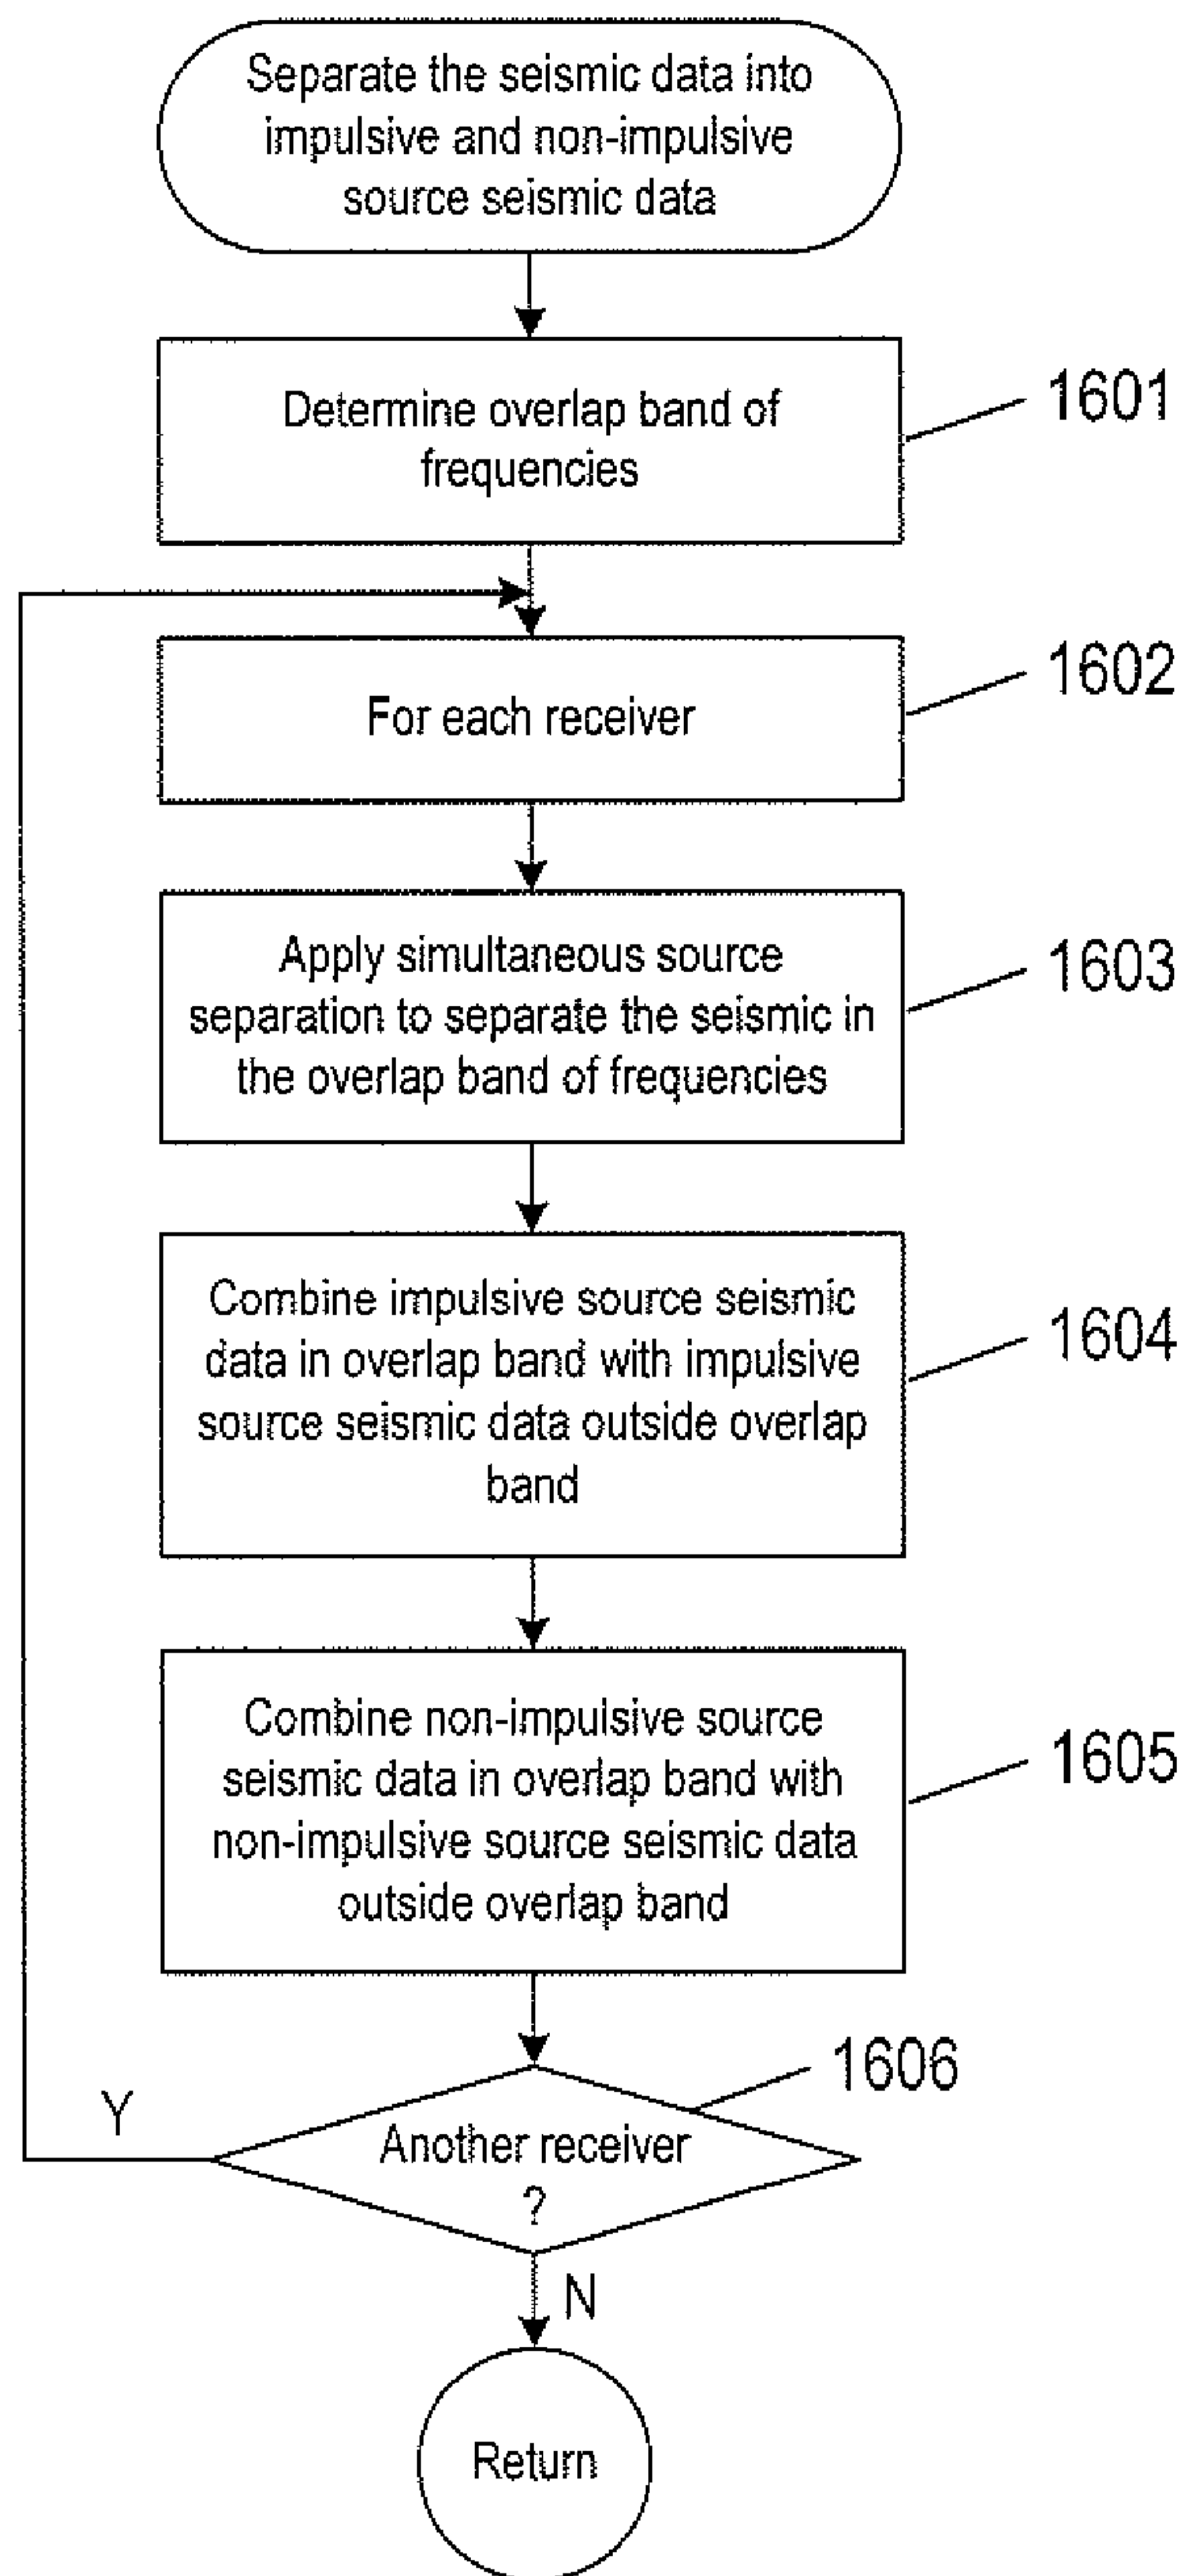 Separate the seismic data into
impulsive and non-impulsive
source seismic data
Determine overlap band of
frequencies
1601
For each receiver
1602
Apply simultaneous source
separation to separate the seismic in
the overlap band of frequencies
1603
Combine impulsive source seismic
data in overlap band with impulsive
source seismic data outside overlap
band
1604
Combine non-impulsive source
seismic data in overlap band with
non-impulsive source seismic data
outside overlap band
1605
1606
Y
Another receiver
?
N
Return